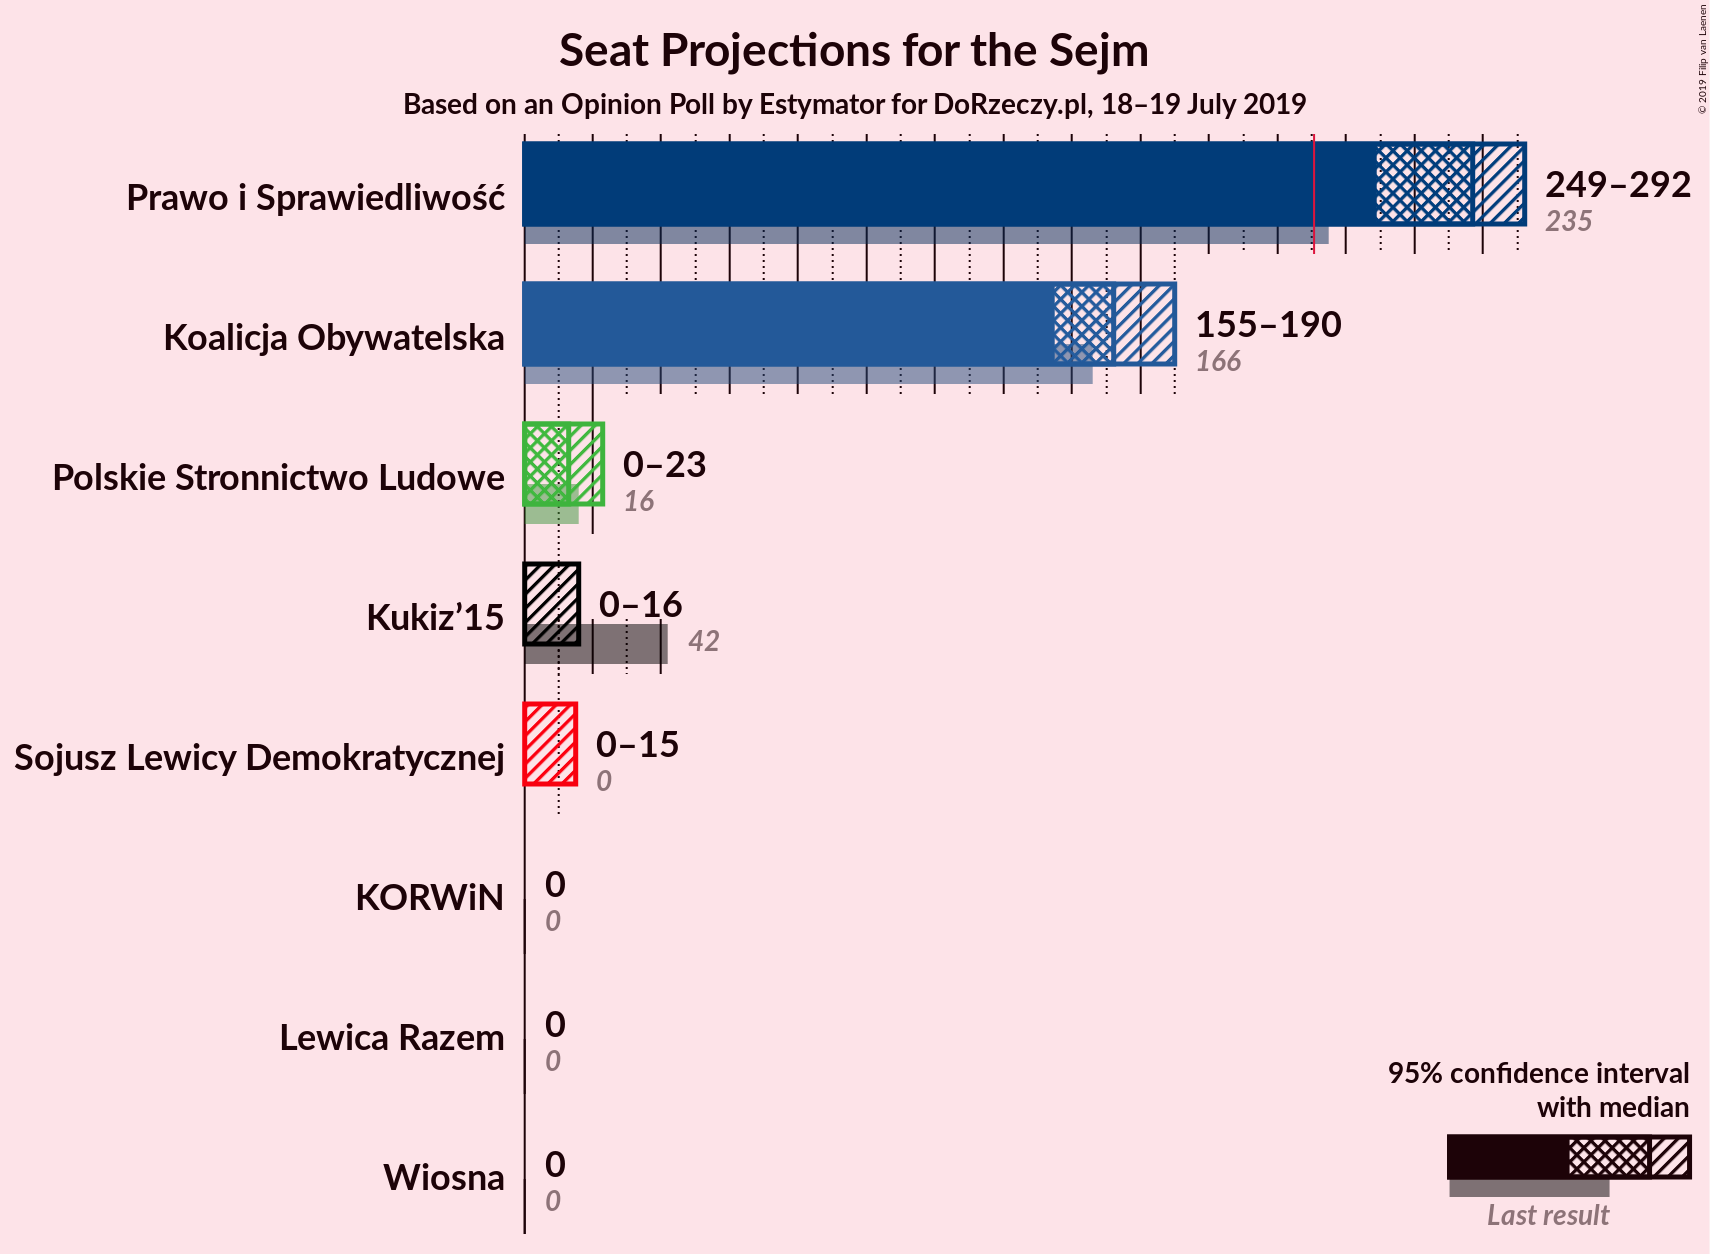 Seat Projections for the Sejm
Based on an Opinion Poll by Estymator for DoRzeczy.pl, 18–19 July 2019
© 2019 Filip van Laenen
Prawo i Sprawiedliwość
249–292
235
Koalicja Obywatelska
155–190
166
Polskie Stronnictwo Ludowe
0–23
16
Kukiz’15
0–16
42
Sojusz Lewicy Demokratycznej
0–15
0
KORWiN
0
0
Lewica Razem
0
0
Wiosna
0
0
95% confidence interval
with median
Last result